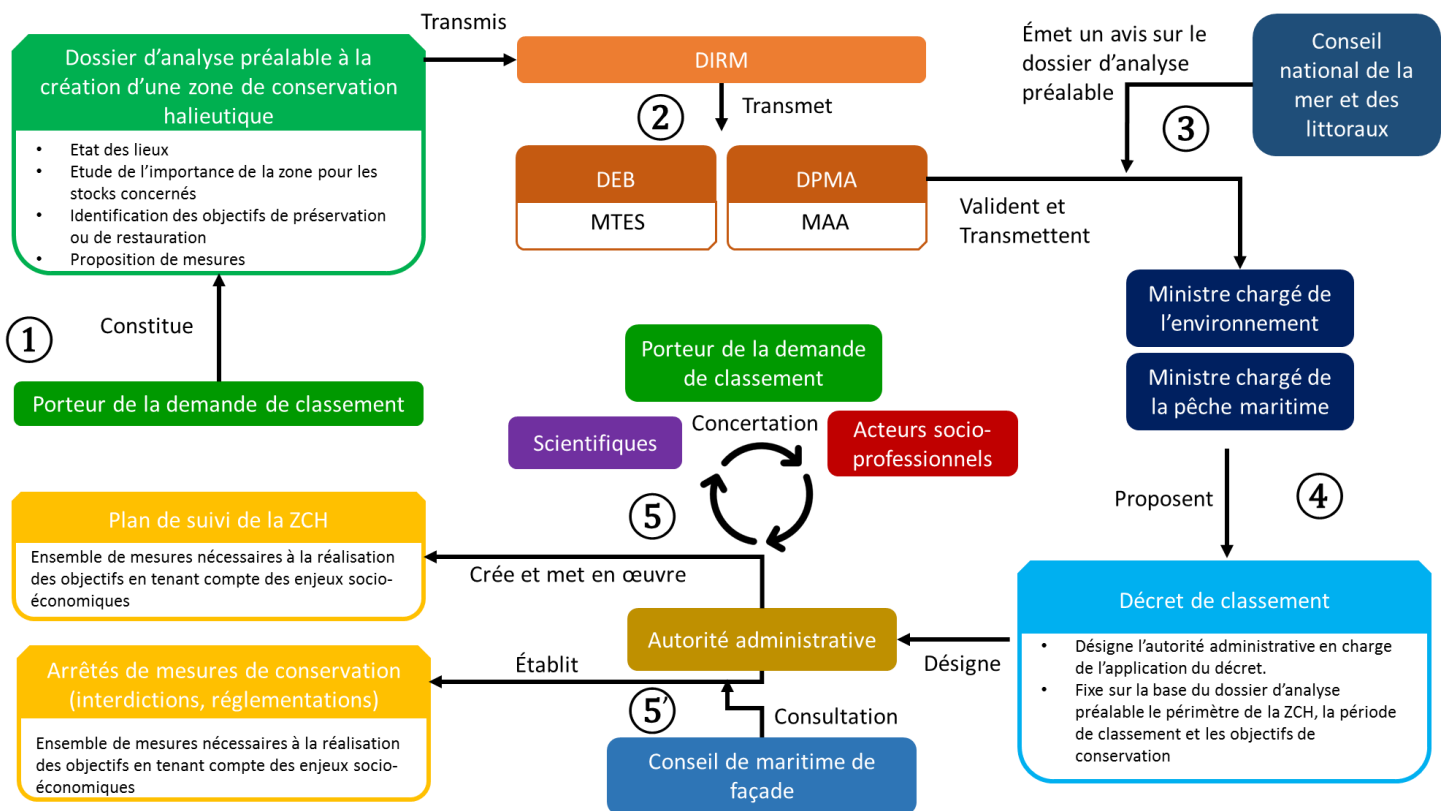 Dossier d’analyse préalable à la
création d’une zone de conservation
halieutique
• Etat des lieux
• Etude de l’importance de la zone pour les
stocks concernés
• Identification des objectifs de préservation
ou de restauration
• Proposition de mesures
Transmis
DIRM
2
Transmet
DEB
MTES
DPMA
MAA
Émet un avis sur le
dossier d’analyse
préalable
3
Conseil
national de la
mer et des
littoraux
Valident et
Transmettent
1
Constitue
Porteur de la demande de classement
Ministre chargé de
l’environnement
Ministre chargé de
la pêche maritime
Porteur de la demande
de classement
Concertation
Scientifiques
Acteurs socio-
professionnels
Proposent
4
5
Plan de suivi de la ZCH
Ensemble de mesures nécessaires à la réalisation
des objectifs en tenant compte des enjeux socio-
économiques
Crée et met en œuvre
Autorité administrative
Désigne
Décret de classement
• Désigne l’autorité administrative en charge
de l’application du décret.
• Fixe sur la base du dossier d’analyse
préalable le périmètre de la ZCH, la période
de classement et les objectifs de
conservation
Arrêtés de mesures de conservation
(interdictions, réglementations)
Ensemble de mesures nécessaires à la réalisation
des objectifs en tenant compte des enjeux socio-
économiques
Établit
5’
Consultation
Conseil de maritime de
façade